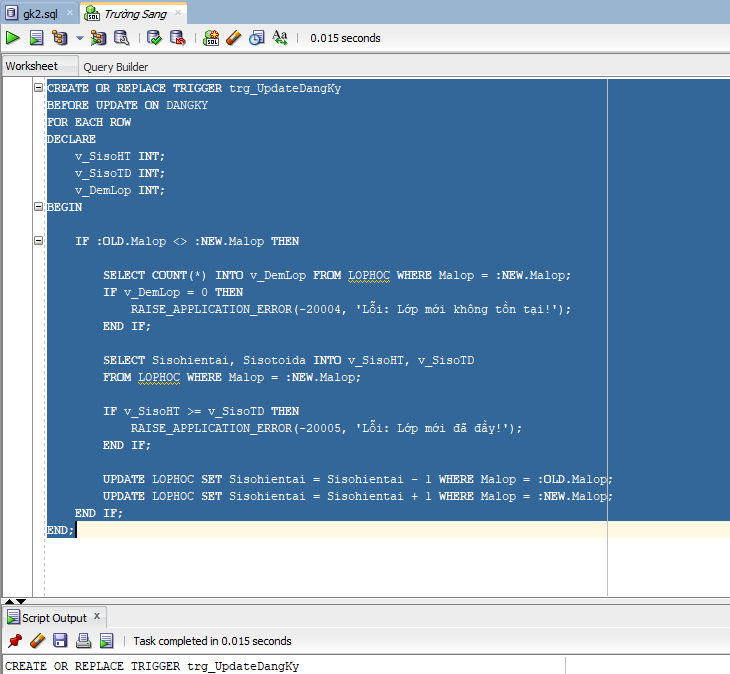 gk2.sql
Trường Sang
0.015 seconds
Worksheet
Query Builder
CREATE OR REPLACE TRIGGER trg_UpdateDangKy
BEFORE UPDATE ON DANGKY
FOR EACH ROW
DECLARE
    v_SisoHT INT;
    v_SisoTD INT;
    v_DemLop INT;
BEGIN
    IF :OLD.Malop <> :NEW.Malop THEN
        SELECT COUNT(*) INTO v_DemLop FROM LOPHOC WHERE Malop = :NEW.Malop;
        IF v_DemLop = 0 THEN
            RAISE_APPLICATION_ERROR(-20004, 'Lỗi: Lớp mới không tồn tại!');
        END IF;
        SELECT Sisohientai, Sisotoida INTO v_SisoHT, v_SisoTD
        FROM LOPHOC WHERE Malop = :NEW.Malop;
        IF v_SisoHT >= v_SisoTD THEN
            RAISE_APPLICATION_ERROR(-20005, 'Lỗi: Lớp mới đã đầy!');
        END IF;
        UPDATE LOPHOC SET Sisohientai = Sisohientai - 1 WHERE Malop = :OLD.Malop;
        UPDATE LOPHOC SET Sisohientai = Sisohientai + 1 WHERE Malop = :NEW.Malop;
    END IF;
END;
Script Output
Task completed in 0.015 seconds
CREATE OR REPLACE TRIGGER trg_UpdateDangKy